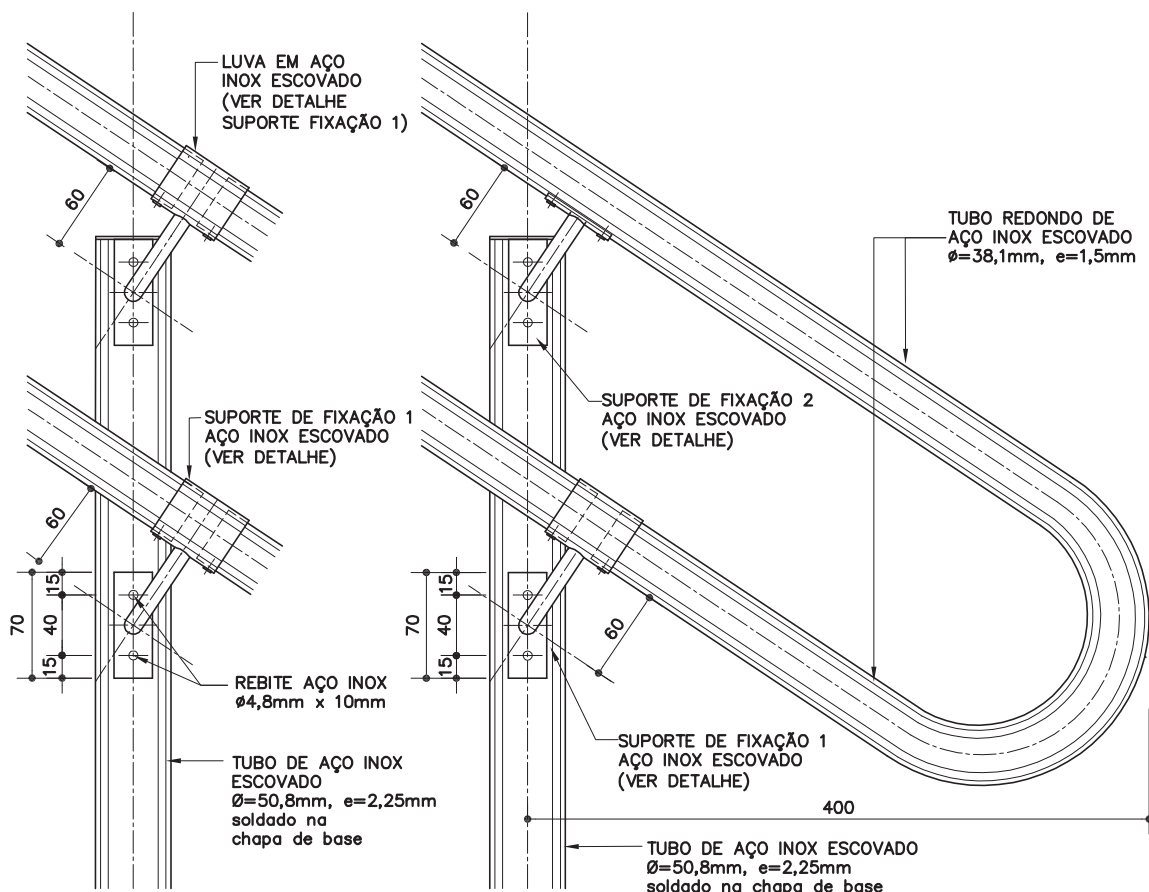 LUVA EM AÇO
INOX ESCOVADO
(VER DETALHE
SUPORTE FIXAÇÃO 1)
60
60
TUBO REDONDO DE
AÇO INOX ESCOVADO
ø=38,1mm, e=1,5mm
SUPORTE DE FIXAÇÃO 2
AÇO INOX ESCOVADO
(VER DETALHE)
SUPORTE DE FIXAÇÃO 1
AÇO INOX ESCOVADO
(VER DETALHE)
60
70
15
40
15
REBITE AÇO INOX
ø4,8mm x 10mm
70
15
40
15
60
SUPORTE DE FIXAÇÃO 1
AÇO INOX ESCOVADO
(VER DETALHE)
TUBO DE AÇO INOX
ESCOVADO
Ø=50,8mm, e=2,25mm
soldado na
chapa de base
400
TUBO DE AÇO INOX ESCOVADO
Ø=50,8mm, e=2,25mm
soldado na chapa de base